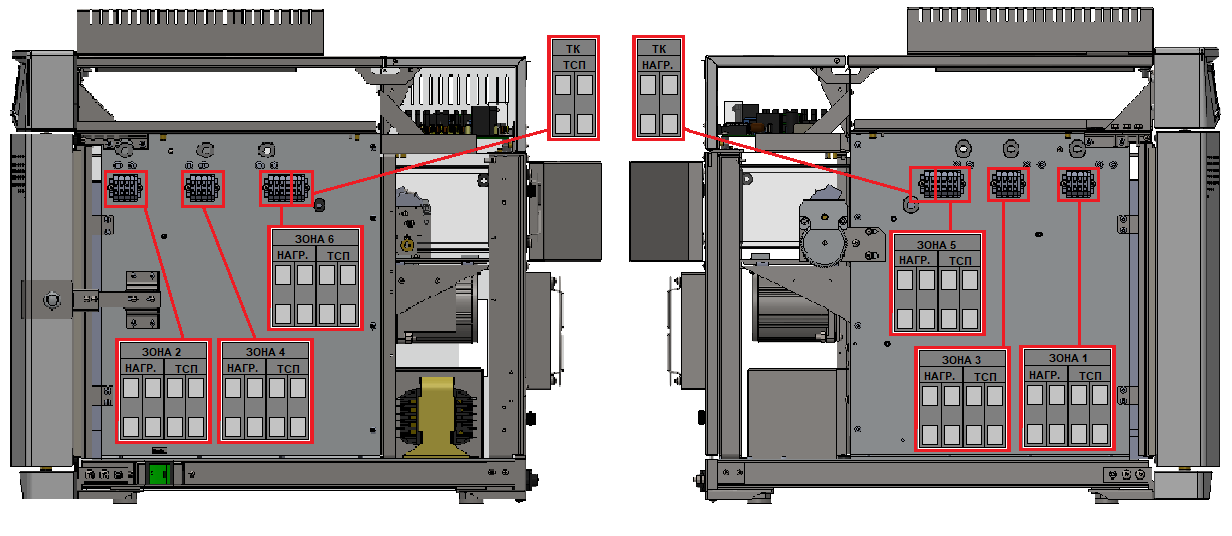 ТК
ТСП
ТК
НАГР.
ЗОНА 6
НАГР. ТСП
ЗОНА 5
НАГР. ТСП
ЗОНА 2
НАГР. ТСП
ЗОНА 4
НАГР. ТСП
ЗОНА 3
НАГР. ТСП
ЗОНА 1
НАГР. ТСП